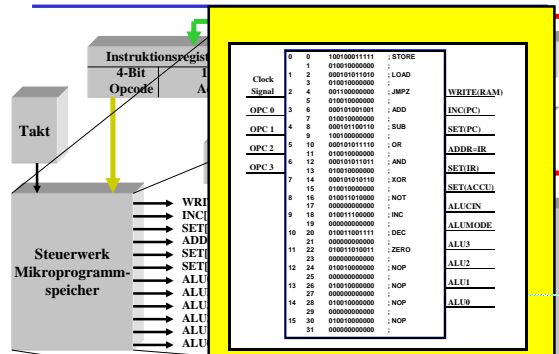 Instruktionsregist
4-Bit 1
Opcode A
Takt
Steuerwerk
Mikroprogramm-
speicher
WRI
INC[
SET[
ADD
SET[
SET[
ALU
ALU
ALU
ALU
ALU
ALU
Clock
Signal
OPC 0
OPC 1
OPC 2
OPC 3
0 0 100100011111 ; STORE
1 010010000000 ;
1 2 000101011010 ; LOAD
3 010010000000 ;
2 4 001100000000 ; JMPZ
5 010010000000 ;
3 6 000101001001 ; ADD
7 010010000000 ;
4 8 000101100110 ; SUB
9 100100000000 ;
5 10 000101011110 ; OR
11 010010000000 ;
6 12 000101011011 ; AND
13 010010000000 ;
7 14 000101010110 ; XOR
15 010010000000 ;
8 16 010011010000 ; NOT
17 000000000000 ;
9 18 010011100000 ; INC
19 000000000000 ;
10 20 010011001111 ; DEC
21 000000000000 ;
11 22 010011010011 ; ZERO
23 000000000000 ;
12 24 010010000000 ; NOP
25 000000000000 ;
13 26 010010000000 ; NOP
27 000000000000 ;
14 28 010010000000 ; NOP
29 000000000000 ;
15 30 010010000000 ; NOP
31 000000000000 ;
WRITE(RAM)
INC(PC)
SET(PC)
ADDR=IR
SET(IR)
SET(ACCU)
ALUCIN
ALUMODE
ALU3
ALU2
ALU1
ALU0